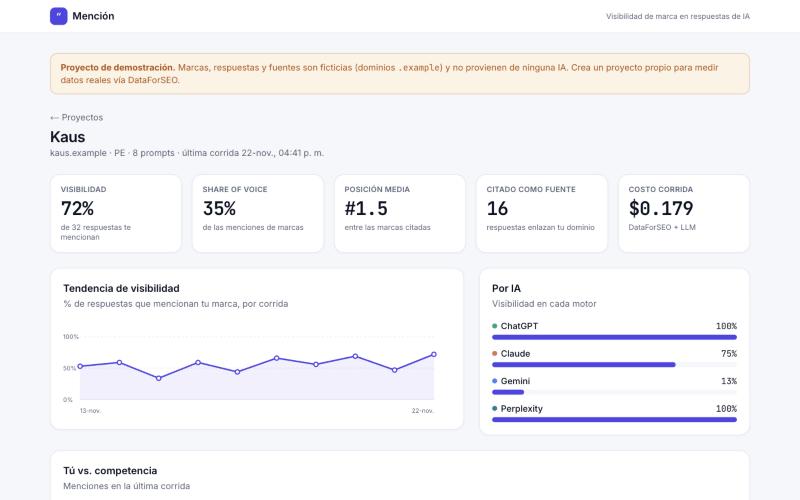 “ Mención
Visibilidad de marca en respuestas de IA
Proyecto de demostración. Marcas, respuestas y fuentes son ficticias (dominios .example) y no provienen de ninguna IA. Crea un proyecto propio para medir
datos reales vía DataForSEO.
← Proyectos
Kaus
kaus.example · PE · 8 prompts · última corrida 22-nov., 04:41 p. m.
VISIBILIDAD
72%
de 32 respuestas te
mencionan
SHARE OF VOICE
35%
de las menciones de marcas
POSICIÓN MEDIA
#1.5
entre las marcas citadas
CITADO COMO FUENTE
16
respuestas enlazan tu dominio
COSTO CORRIDA
$0.179
DataForSEO + LLM
Tendencia de visibilidad
% de respuestas que mencionan tu marca, por corrida
100%
50%
0%
13-nov.
22-nov.
Por IA
Visibilidad en cada motor
ChatGPT 100%
Claude 75%
Gemini 13%
Perplexity 100%
Tú vs. competencia
Menciones en la última corrida